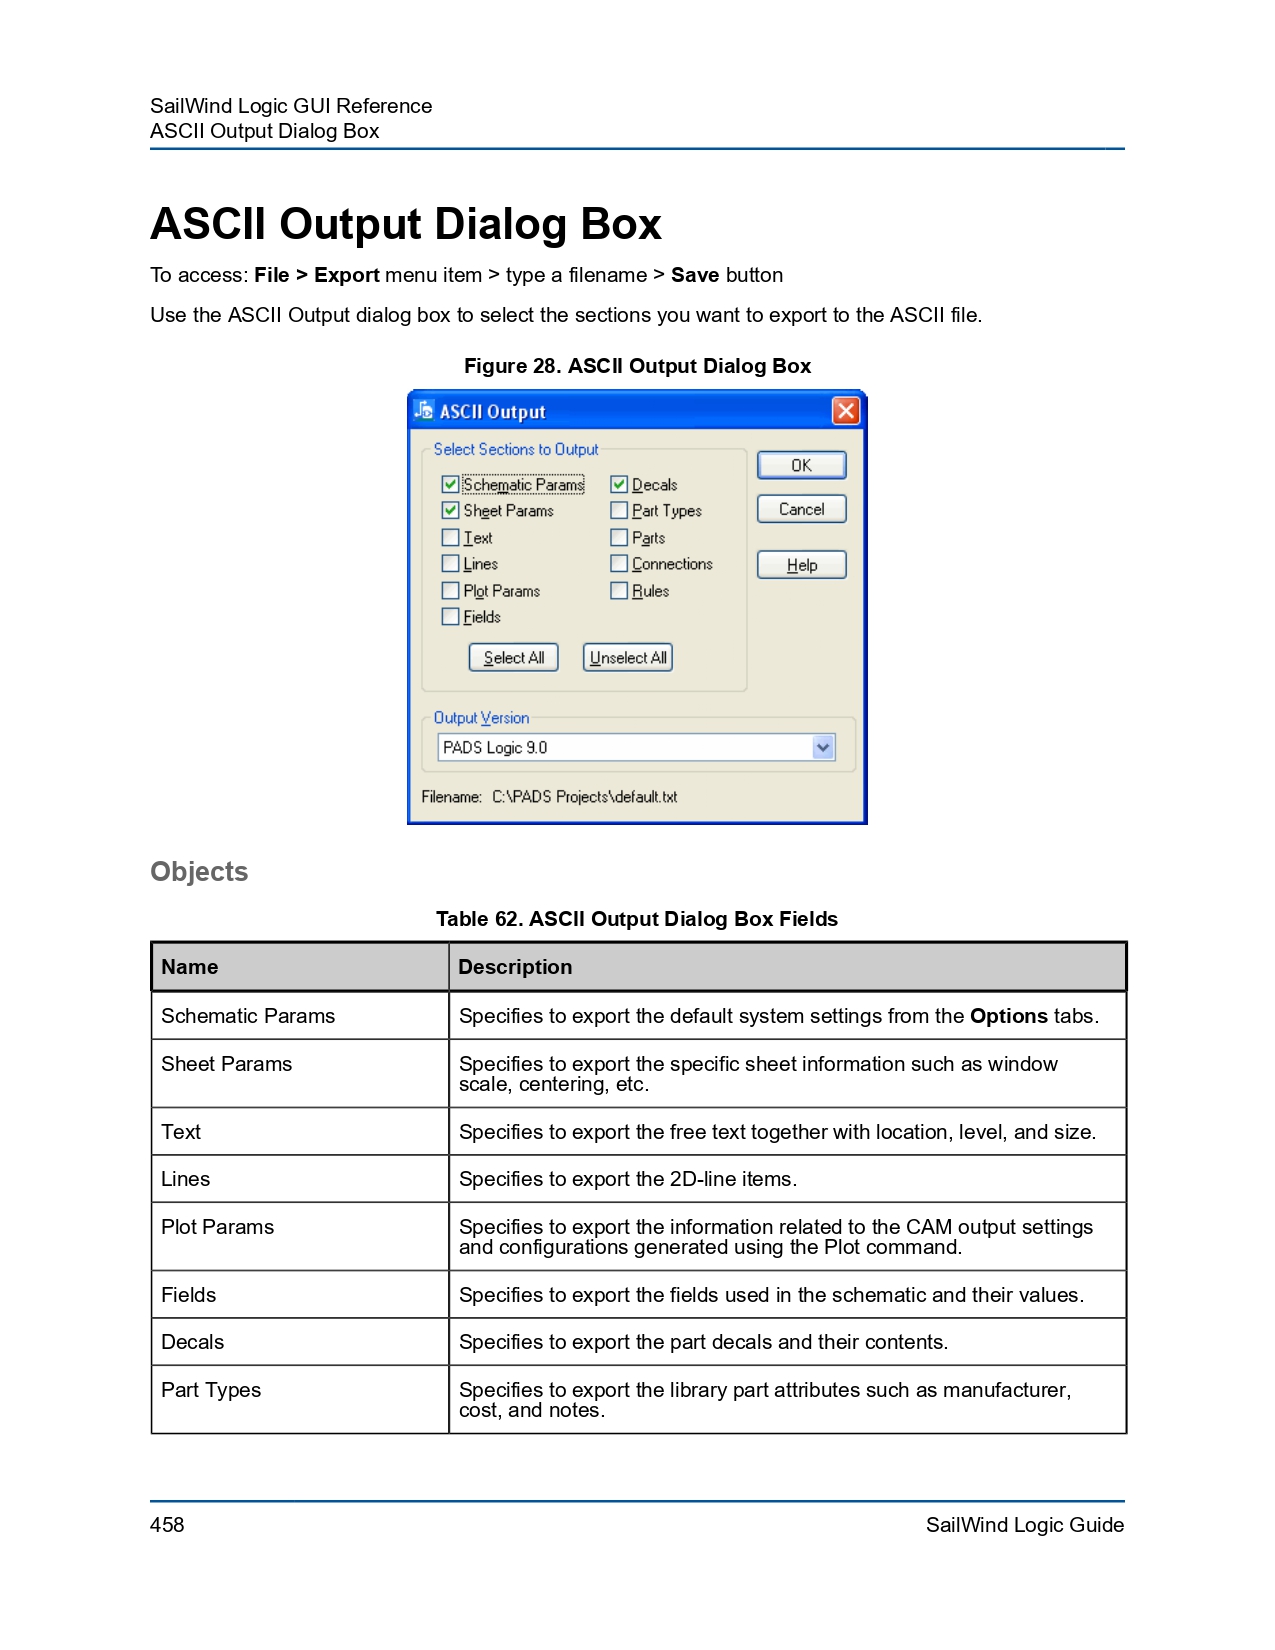 SailWind Logic GUI Reference
ASCII Output Dialog Box
ASCII Output Dialog Box
To access: File > Export menu item > type a filename > Save button
Use the ASCII Output dialog box to select the sections you want to export to the ASCII file.
Figure 28. ASCII Output Dialog Box
ASCII Output
Select Sections to Output
Schematic Params
Sheet Params
Text
Lines
Plot Params
Fields
Decals
Part Types
Parts
Connections
Rules
Select All
Unselect All
OK
Cancel
Help
Output Version
PADS Logic 9.0
Filename: C:\PADS Projects\default.txt
Objects
Table 62. ASCII Output Dialog Box Fields
Name Description
Schematic Params Specifies to export the default system settings from the Options tabs.
Sheet Params Specifies to export the specific sheet information such as window
scale, centering, etc.
Text Specifies to export the free text together with location, level, and size.
Lines Specifies to export the 2D-line items.
Plot Params Specifies to export the information related to the CAM output settings
and configurations generated using the Plot command.
Fields Specifies to export the fields used in the schematic and their values.
Decals Specifies to export the part decals and their contents.
Part Types Specifies to export the library part attributes such as manufacturer,
cost, and notes.
458 SailWind Logic Guide